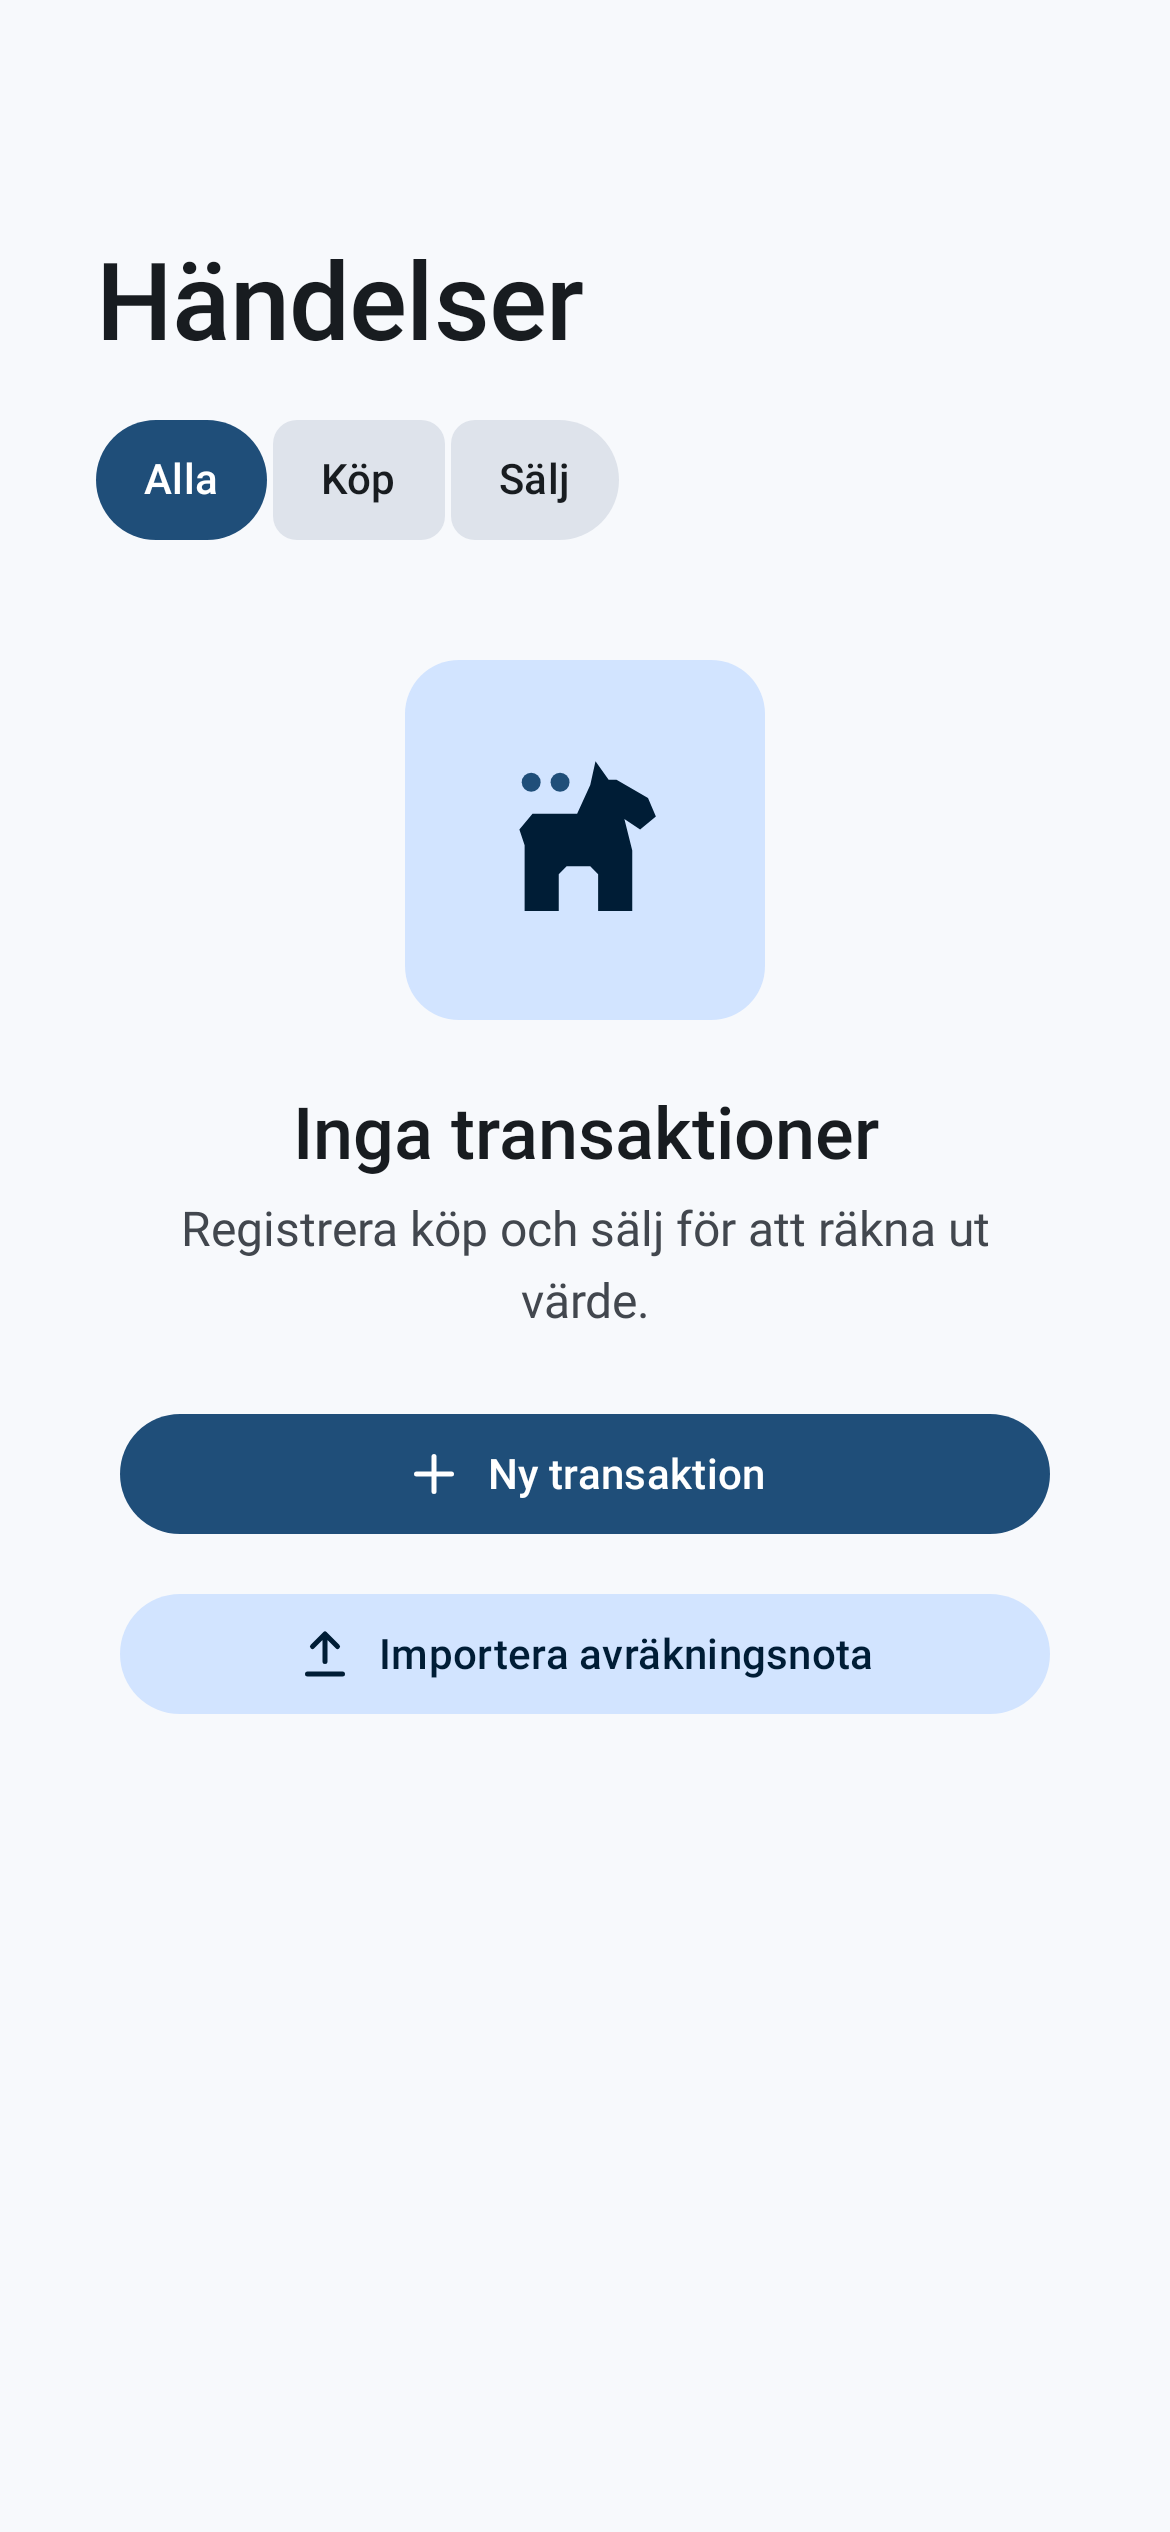 Händelser
Alla
Köp
Sälj
Inga transaktioner
Registrera köp och sälj för att räkna ut
värde.
Ny transaktion
Importera avräkningsnota